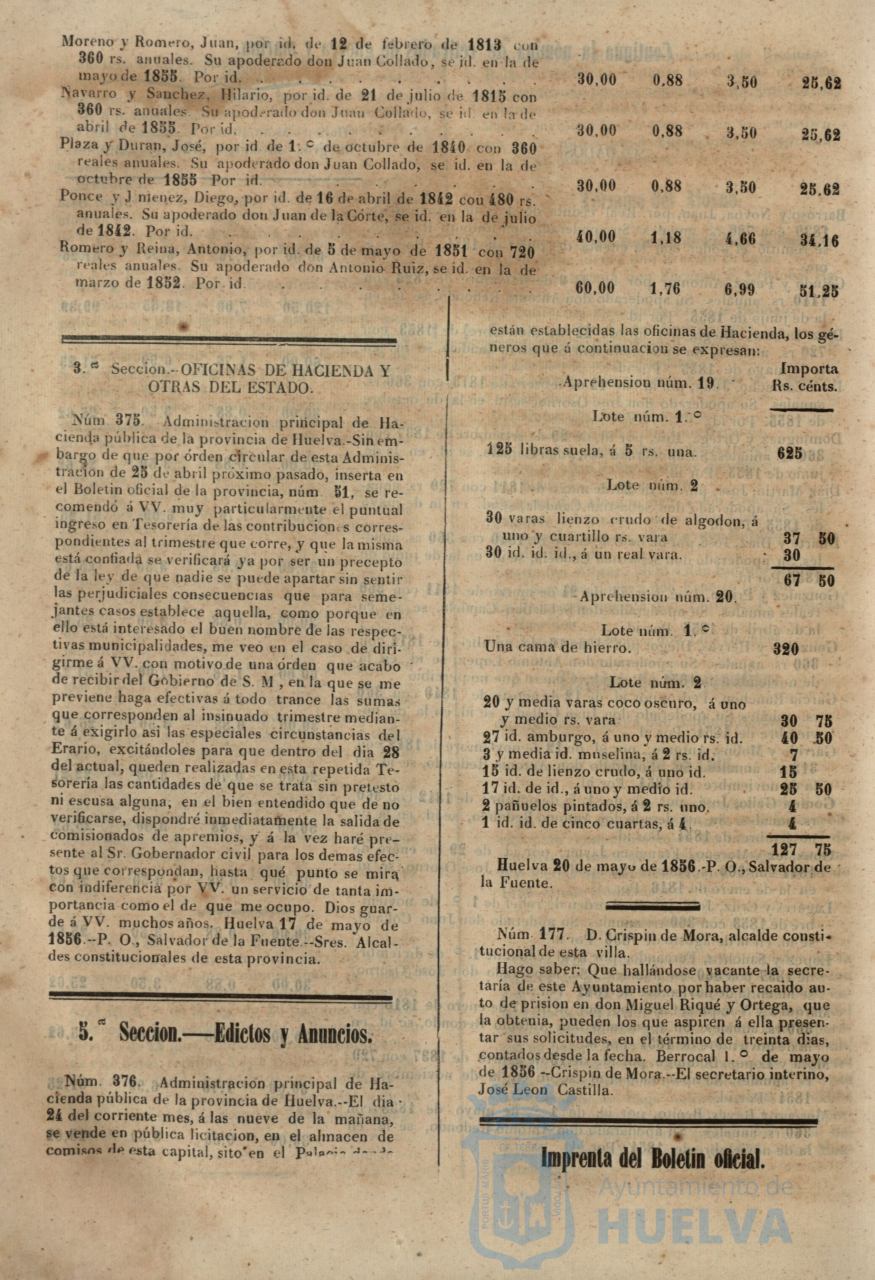 Moreno y Romero, Juan, por id. de 12 de febrero de 1813 con
360 rs. anuales. Su apoderado don Juan Collado, se id. en la de
mayo de 1855. Por id. . . . . . . . . 30,00 0,88 3,50 25,62
Navarro y Sanchez, Hilario, por id. de 21 de julio de 1815 con
360 rs. anuales. Su apoderado don Juan Collado, se id. en la de
abril de 1855. Por id. . . . . . . . . 30,00 0,88 3,50 25,62
Plaza y Duran, José, por id de 1.º de octubre de 1840 con 360
reales anuales. Su apoderado don Juan Collado, se id. en la de
octubre de 1855 Por id. . . . . . . . 30,00 0,88 3,50 25,62
Ponce y J menez, Diego, por id. de 16 de abril de 1842 cou 480 rs.
anuales. Su apoderado don Juan de la Córte, se id. en la de julio
de 1842. Por id. . . . . . . . . 40,00 1,18 4,66 34,16
Romero y Reina, Antonio, por id. de 5 de mayo de 1851 con 720
reales anuales. Su apoderado don Antonio Ruiz, se id. en la de
marzo de 1852. Por id . . . . . . . 60,00 1,76 6,99 51,25
3.ª Seccion.-OFICINAS DE HACIENDA Y
OTRAS DEL ESTADO.
Núm 375. Administracion principal de Ha-
cienda pública de la provincia de Huelva.-Sin em-
bargo de que por órden circular de esta Adminis-
tracion de 25 de abril próximo pasado, inserta en
el Boletin oficial de la provincia, núm. 51, se re-
comendó á VV. muy particularmente el puntual
ingreso en Tesorería de las contribuciones corres-
pondientes al trimestre que corre, y que la misma
está confiada se verificará ya por ser un precepto
de la ley de que nadie se puede apartar sin sentir
las perjudiciales consecuencias que para seme-
jantes casos establece aquella, como porque en
ello está interesado el buen nombre de las respec-
tivas municipalidades, me veo en el caso de diri-
girme á VV. con motivo de una órden que acabo
de recibir del Gobierno de S. M , en la que se me
previene haga efectivas á todo trance las sumas
que corresponden al insinuado trimestre median-
te á exigirlo asi las especiales circunstancias del
Erario, excitándoles para que dentro del dia 28
del actual, queden realizadas en esta repetida Te-
sorería las cantidades de que se trata sin pretesto
ni escusa alguna, en el bien entendido que de no
verificarse, dispondré inmediatamente la salida de
comisionados de apremios, y á la vez haré pre-
sente al Sr. Gobernador civil para los demas efec-
tos que correspondan, hasta qué punto se mira
con indiferencia por VV. un servicio de tanta im-
portancia como el de que me ocupo. Dios guar-
de á VV. muchos años. Huelva 17 de mayo de
1856.--P. O., Salvador de la Fuente.--Sres. Alcal-
des constitucionales de esta provincia.
5.ª Seccion.—Edictos y Anuncios.
Núm. 376. Administracion principal de Ha-
cienda pública de la provincia de Huelva.--El dia
24 del corriente mes, á las nueve de la mañana,
se vende en pública licitacion, en el almacen de
comisos de esta capital, sito en el
están establecidas las oficinas de Hacienda, los gé-
neros que á continuacion se expresan:
Importa
Aprehension núm. 19. Rs. cénts.
Lote núm. 1.º
125 libras suela, á 5 rs. una. 625
Lote núm. 2
30 varas lienzo crudo de algodon, á
uno y cuartillo rs. vara 37 50
30 id. id. id., á un real vara. 30
67 50
Aprehension núm. 20.
Lote núm. 1.º
Una cama de hierro. 320
Lote núm. 2
20 y media varas coco oscuro, á uno
y medio rs. vara 30 75
27 id. amburgo, á uno y medio rs. id. 40 50
3 y media id. muselina, á 2 rs. id. 7
15 id. de lienzo crudo, á uno id. 15
17 id. de id., á uno y medio id. 25 50
2 pañuelos pintados, á 2 rs. uno. 4
1 id. id. de cinco cuartas, á 4. 4
127 75
Huelva 20 de mayo de 1856.-P. O., Salvador de
la Fuente.
Núm. 177. D. Crispin de Mora, alcalde consti-
tucional de esta villa.
Hago saber: Que hallándose vacante la secre-
taría de este Ayuntamiento por haber recaido au-
to de prision en don Miguel Riqué y Ortega, que
la obtenia, pueden los que aspiren á ella presen-
tar sus solicitudes, en el término de treinta dias,
contados desde la fecha. Berrocal 1.º de mayo
de 1856 --Crispin de Mora.--El secretario interino,
José Leon Castilla.
Imprenta del Boletin oficial.
Ayuntamiento de
HUELVA